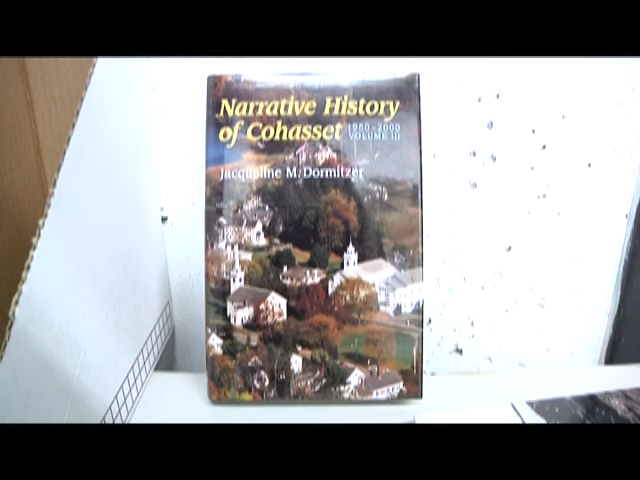 Narrative History
of Cohasset 1950-2000
VOLUME III
Jacqueline M. Dormitzer